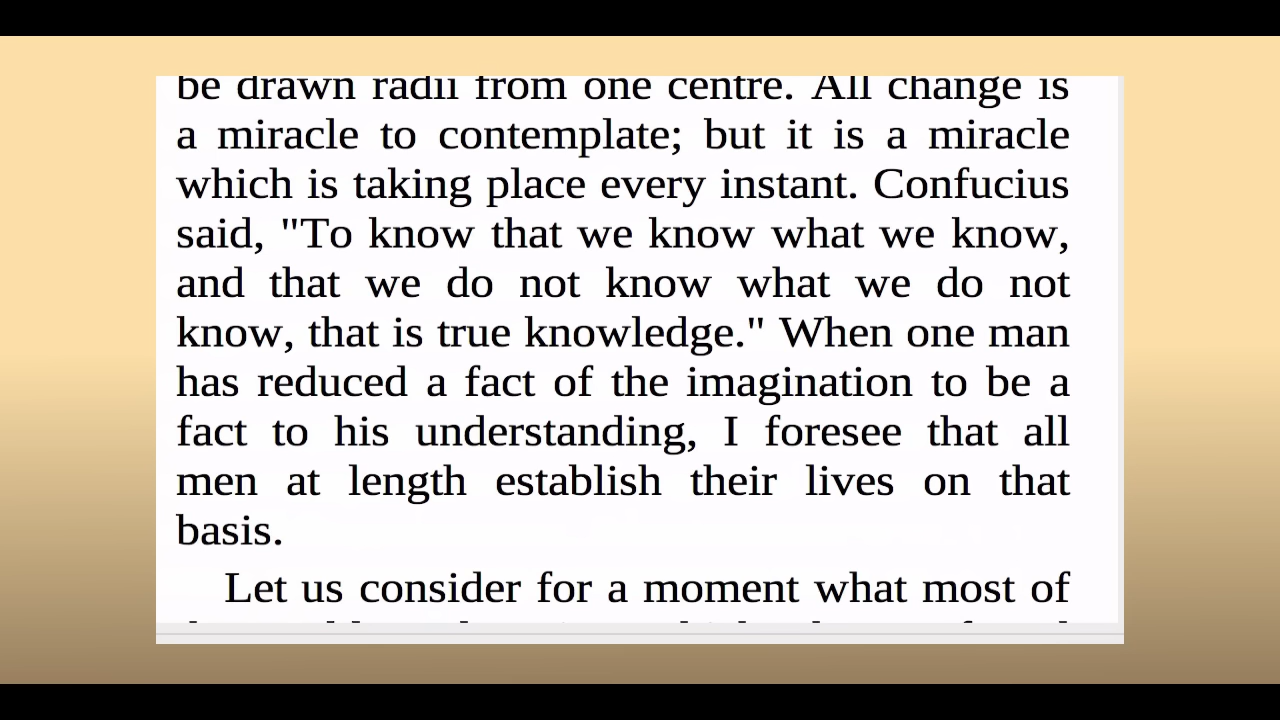 be drawn radii from one centre. All change is
a miracle to contemplate; but it is a miracle
which is taking place every instant. Confucius
said, "To know that we know what we know,
and that we do not know what we do not
know, that is true knowledge." When one man
has reduced a fact of the imagination to be a
fact to his understanding, I foresee that all
men at length establish their lives on that
basis.
Let us consider for a moment what most of